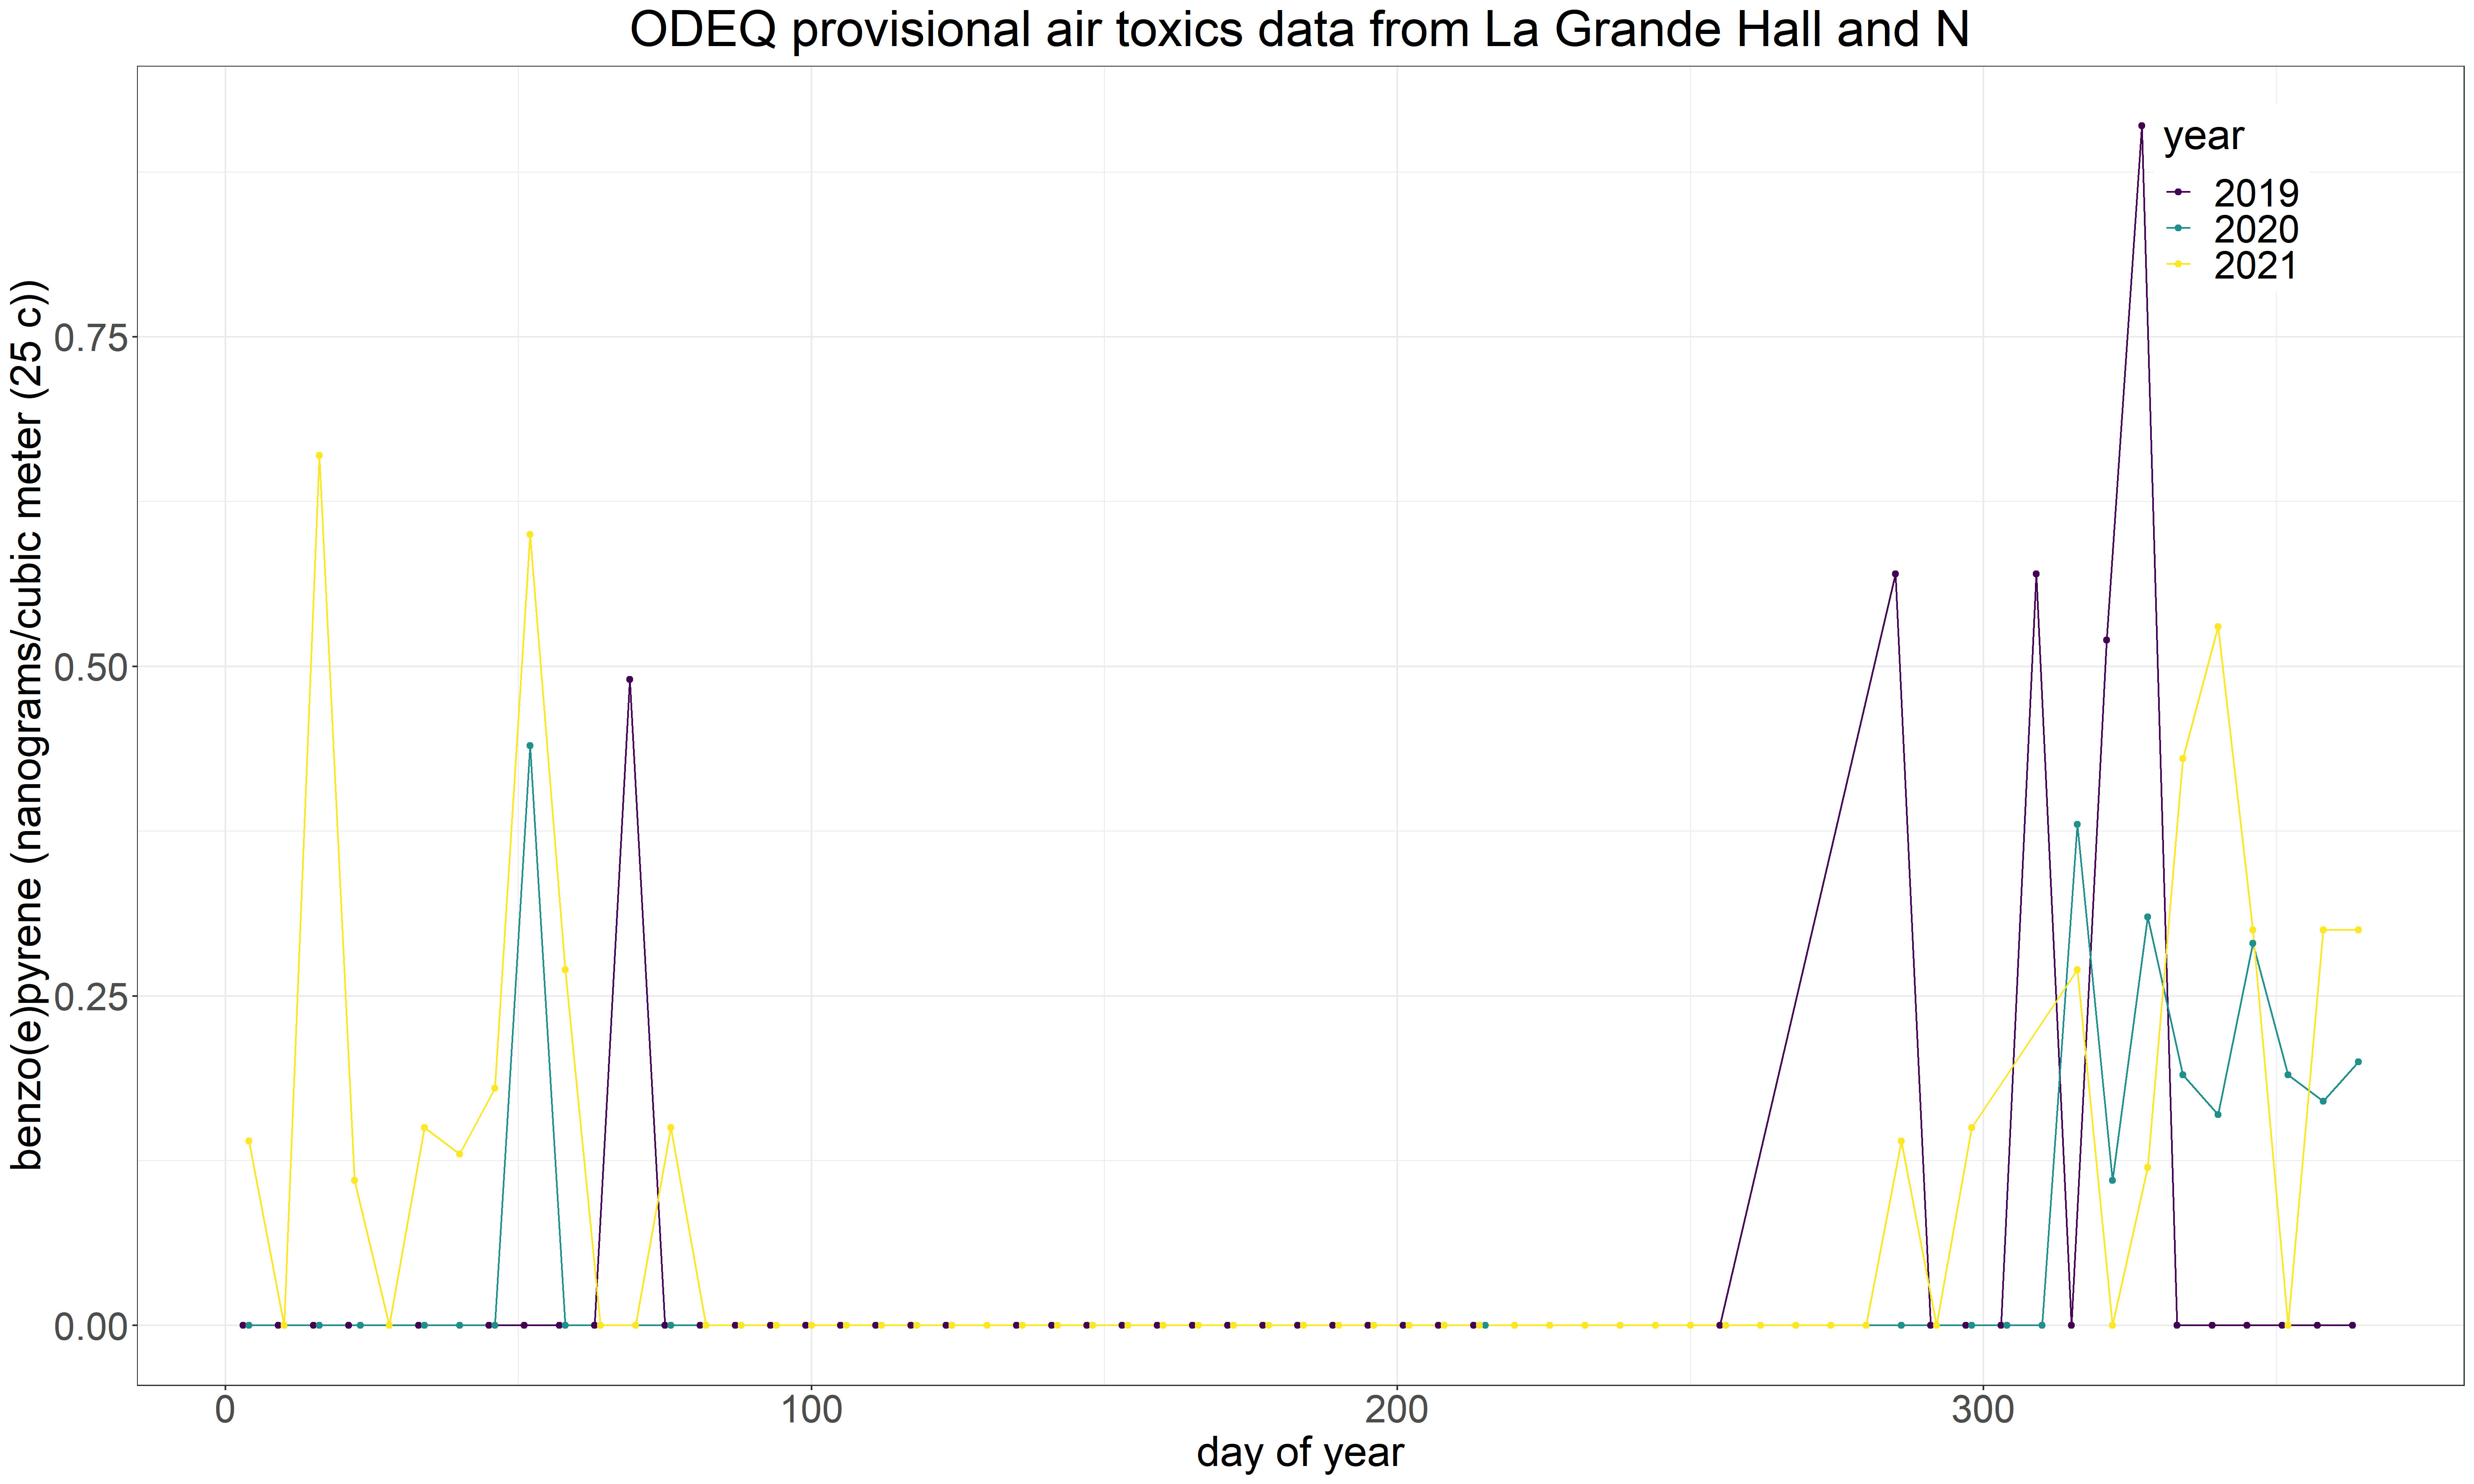 ODEQ provisional air toxics data from La Grande Hall and N
benzo(e)pyrene (nanograms/cubic meter (25 c))
0.75
0.50
0.25
0.00
year
2019
2020
2021
0 100 200 300
day of year